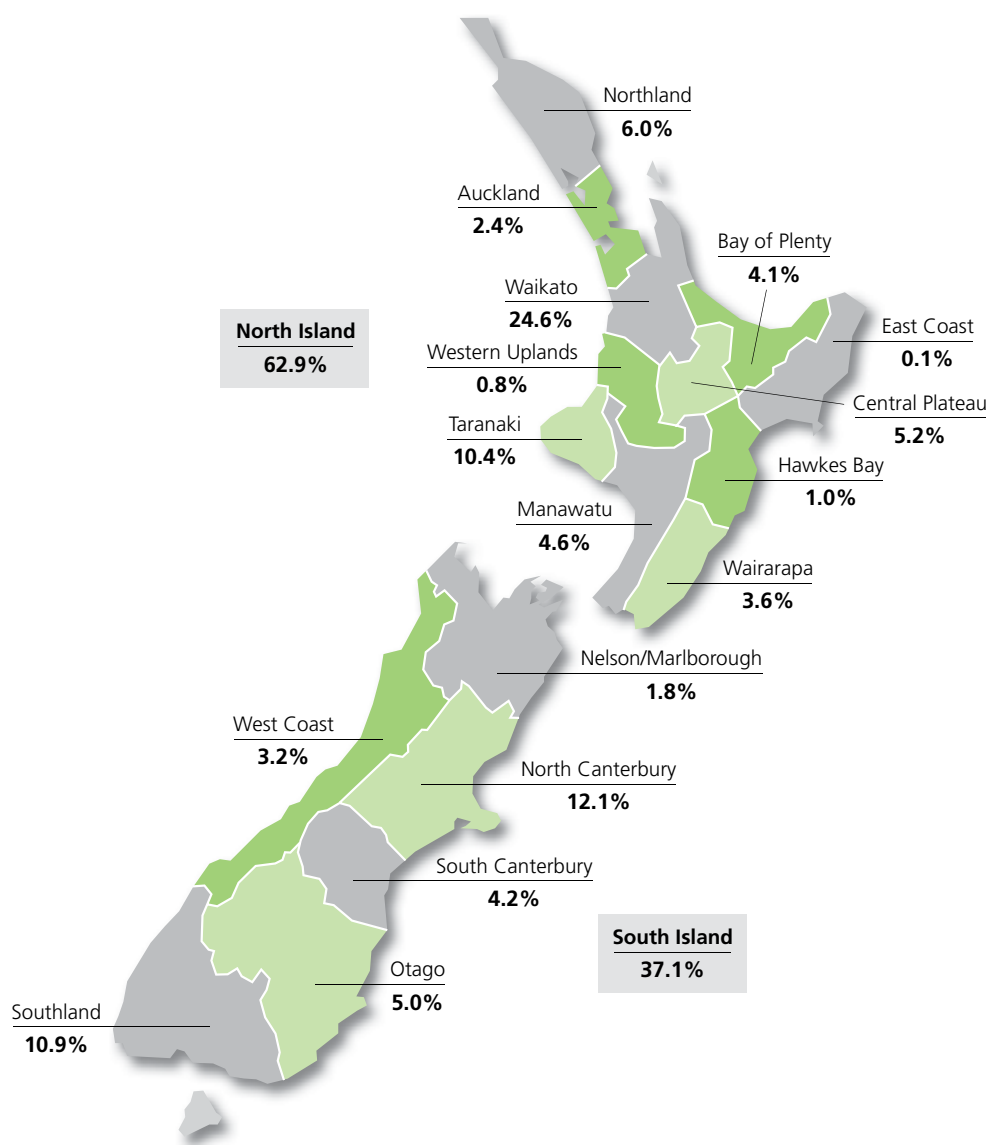 Northland
6.0%
Auckland
2.4%
Bay of Plenty
4.1%
Waikato
24.6%
North Island
62.9%
East Coast
0.1%
Western Uplands
0.8%
Central Plateau
5.2%
Taranaki
10.4%
Hawkes Bay
1.0%
Manawatu
4.6%
Wairarapa
3.6%
Nelson/Marlborough
1.8%
West Coast
3.2%
North Canterbury
12.1%
South Canterbury
4.2%
South Island
37.1%
Otago
5.0%
Southland
10.9%